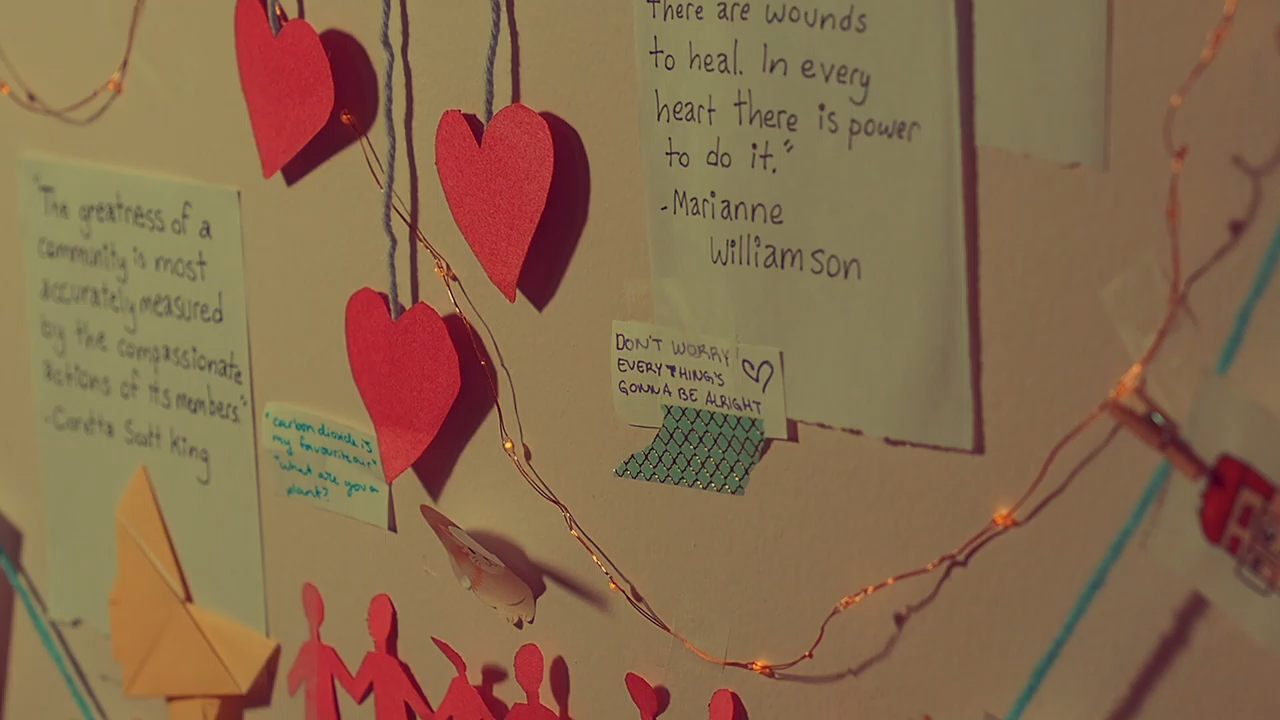 There are wounds
to heal. In every
heart there is power
to do it."
-Marianne
Williamson
"The greatness of a
community is most
accurately measured
by the compassionate
actions of its members."
-Coretta Scott King
DON'T WORRY
EVERYTHING'S
GONNA BE ALRIGHT
"carbon dioxide is
my favourite air"
"what are you a
plant?